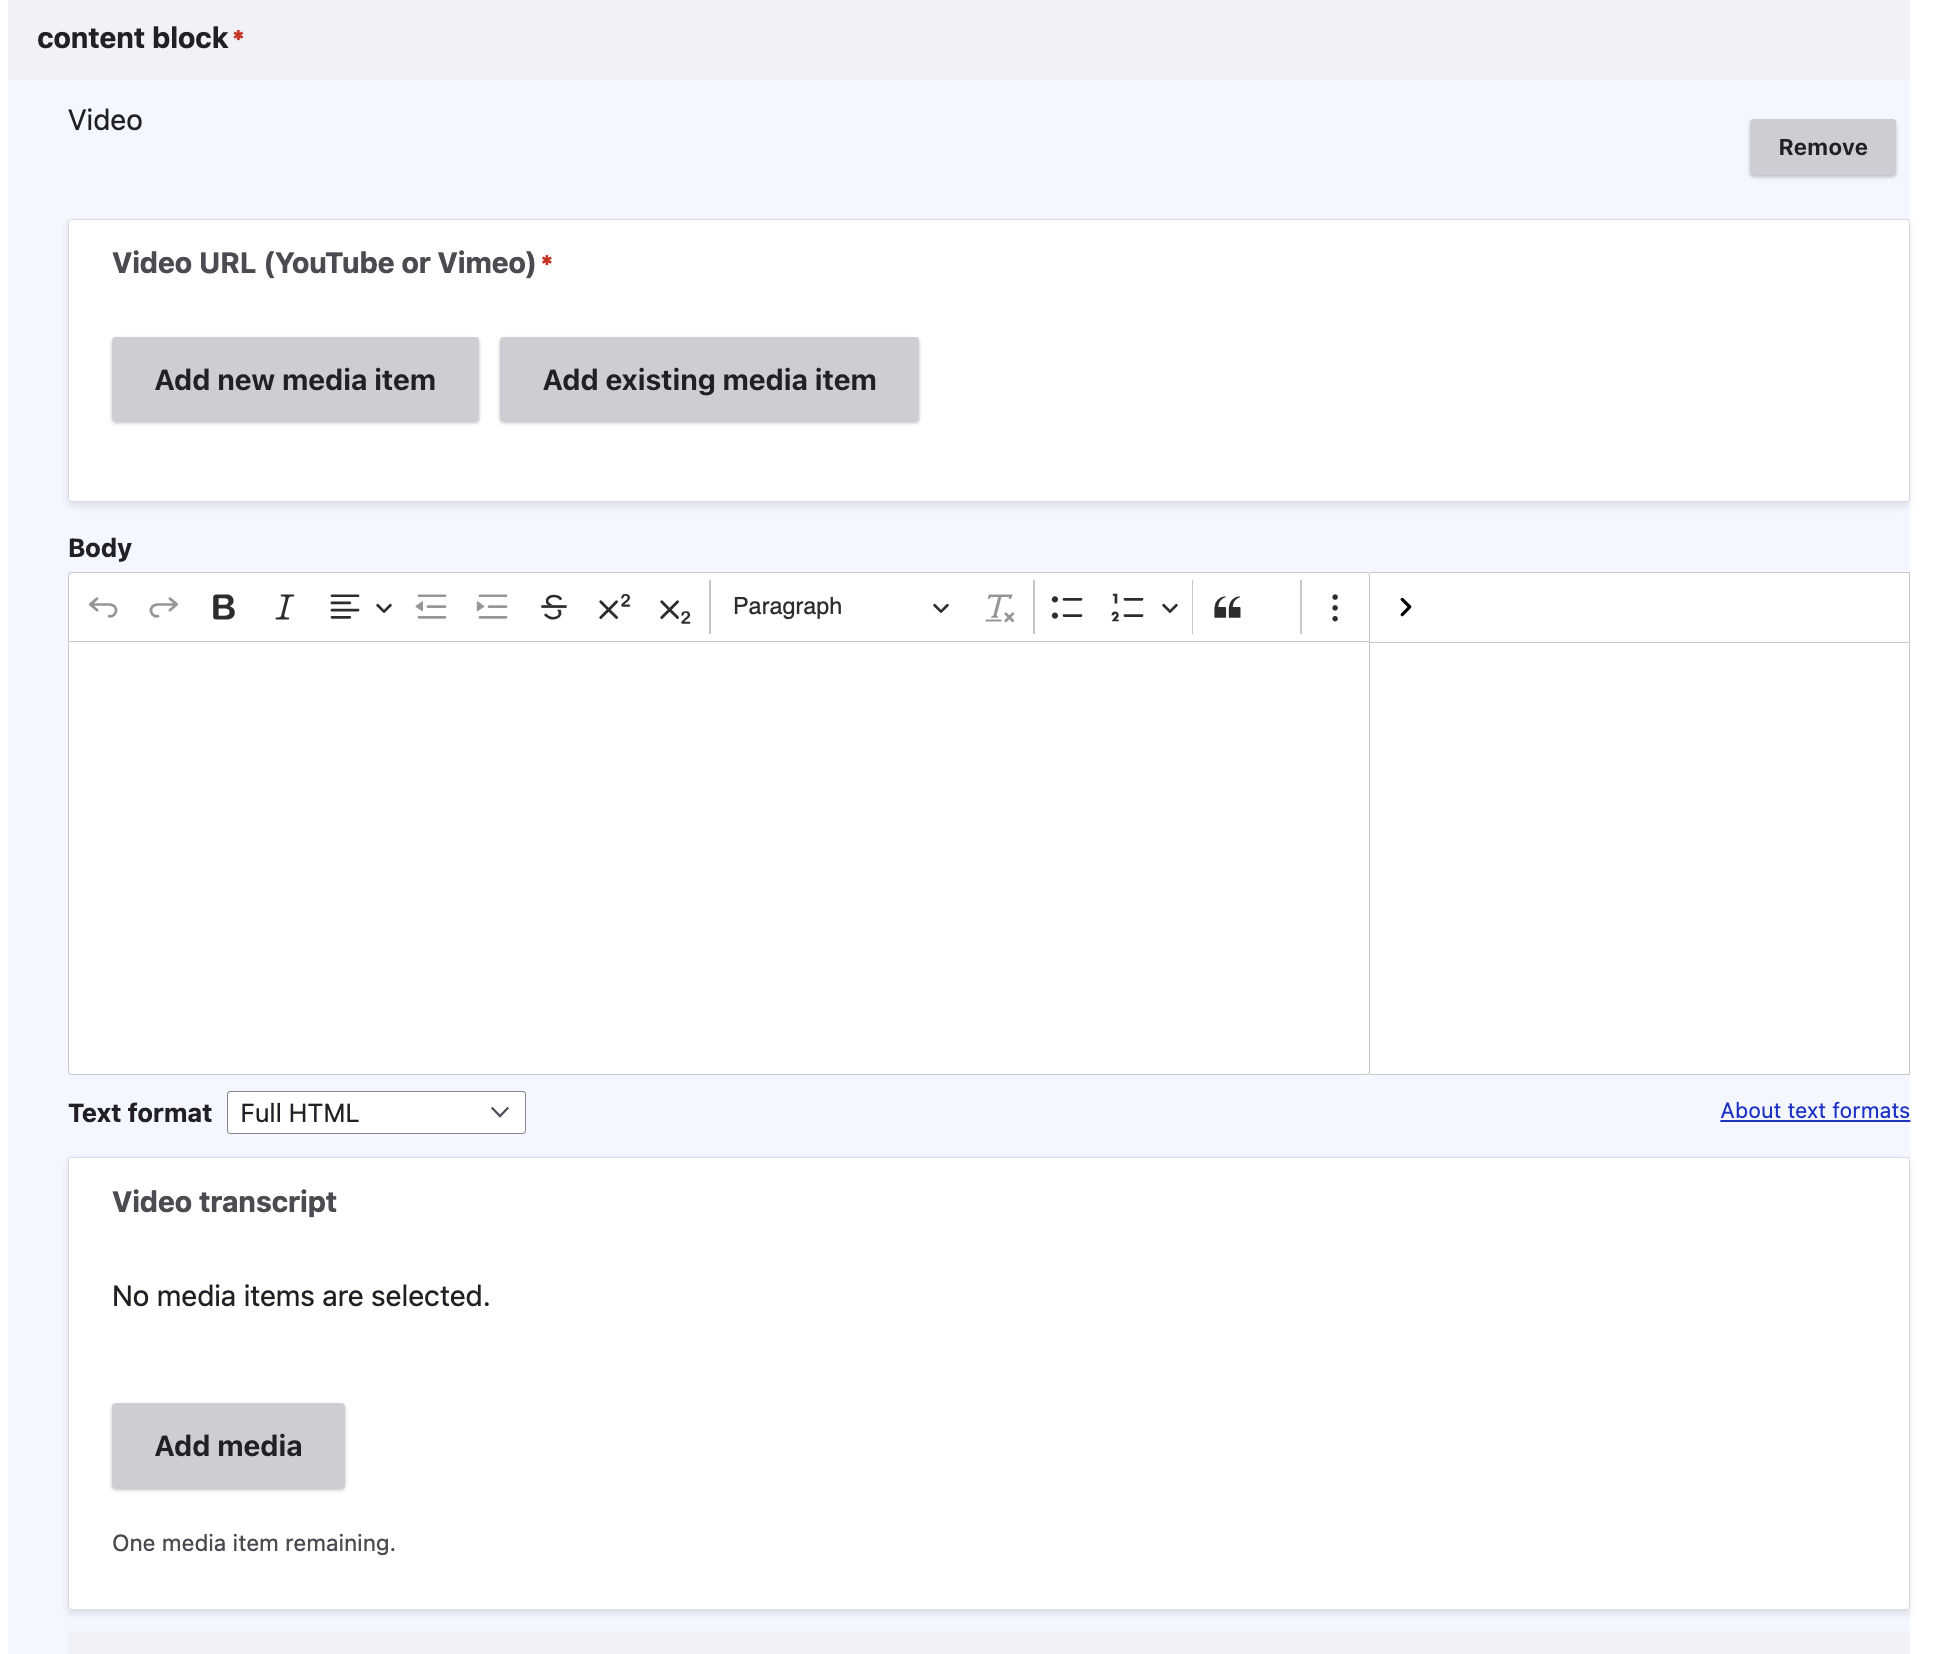 content block*
Video
Remove
Video URL (YouTube or Vimeo)*
Add new media item
Add existing media item
Body
Paragraph
Text format
Full HTML
About text formats
Video transcript
No media items are selected.
Add media
One media item remaining.